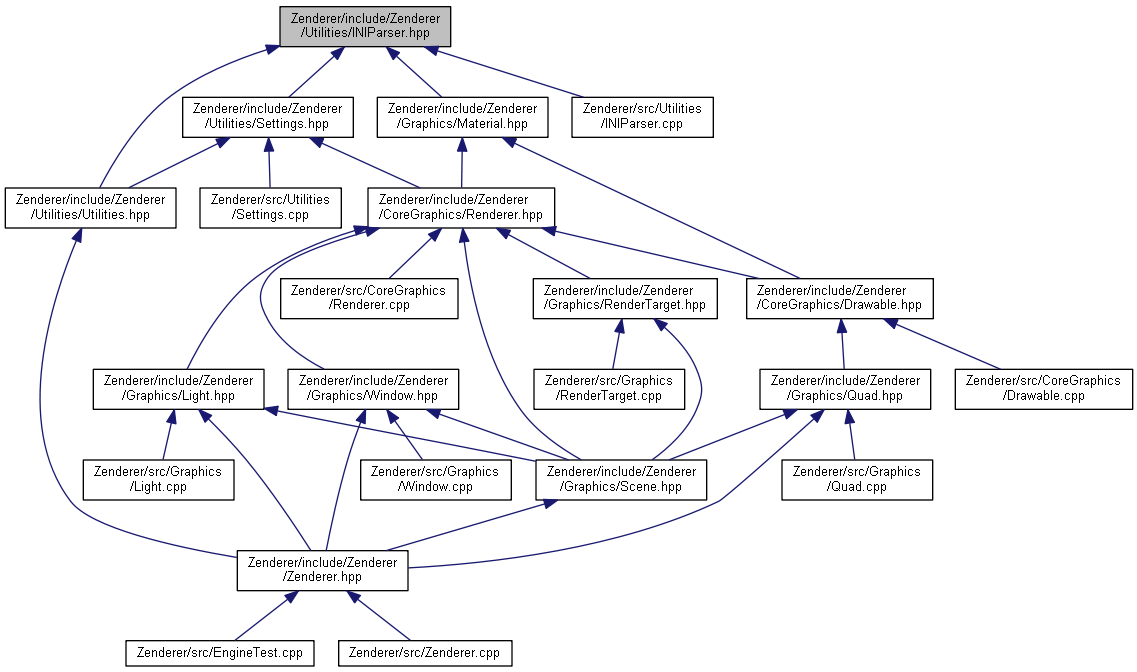 Zenderer/include/Zenderer
/Utilities/INIParser.hpp
Zenderer/include/Zenderer
/Utilities/Settings.hpp
Zenderer/include/Zenderer
/Graphics/Material.hpp
Zenderer/src/Utilities
/INIParser.cpp
Zenderer/include/Zenderer
/Utilities/Utilities.hpp
Zenderer/src/Utilities
/Settings.cpp
Zenderer/include/Zenderer
/CoreGraphics/Renderer.hpp
Zenderer/src/CoreGraphics
/Renderer.cpp
Zenderer/include/Zenderer
/Graphics/RenderTarget.hpp
Zenderer/include/Zenderer
/CoreGraphics/Drawable.hpp
Zenderer/include/Zenderer
/Graphics/Light.hpp
Zenderer/include/Zenderer
/Graphics/Window.hpp
Zenderer/src/Graphics
/RenderTarget.cpp
Zenderer/include/Zenderer
/Graphics/Quad.hpp
Zenderer/src/CoreGraphics
/Drawable.cpp
Zenderer/src/Graphics
/Light.cpp
Zenderer/src/Graphics
/Window.cpp
Zenderer/include/Zenderer
/Graphics/Scene.hpp
Zenderer/src/Graphics
/Quad.cpp
Zenderer/include/Zenderer
/Zenderer.hpp
Zenderer/src/EngineTest.cpp
Zenderer/src/Zenderer.cpp